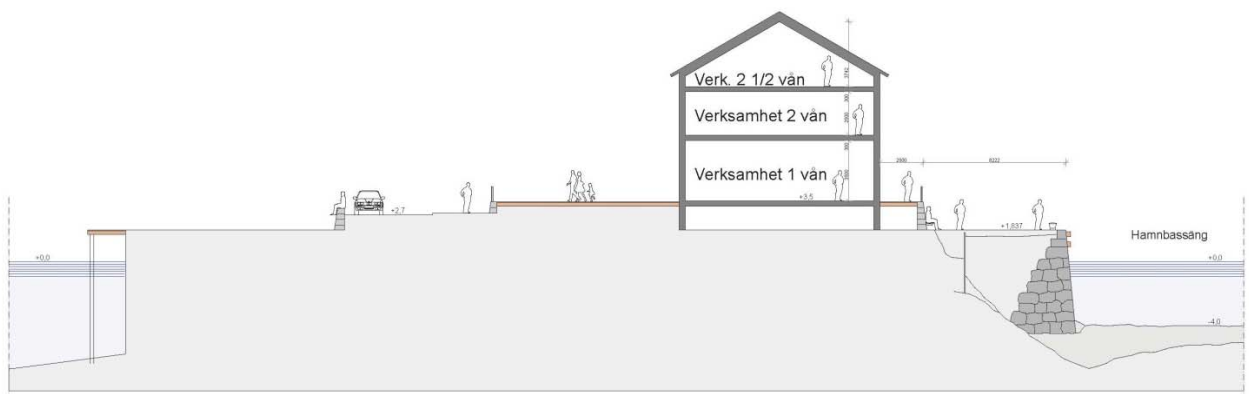 Verk. 2 1/2 vån
Verksamhet 2 vån
Verksamhet 1 vån
+3,5
+2,7
+1,837
Hamnbassäng
+0,0
+0,0
-4,0